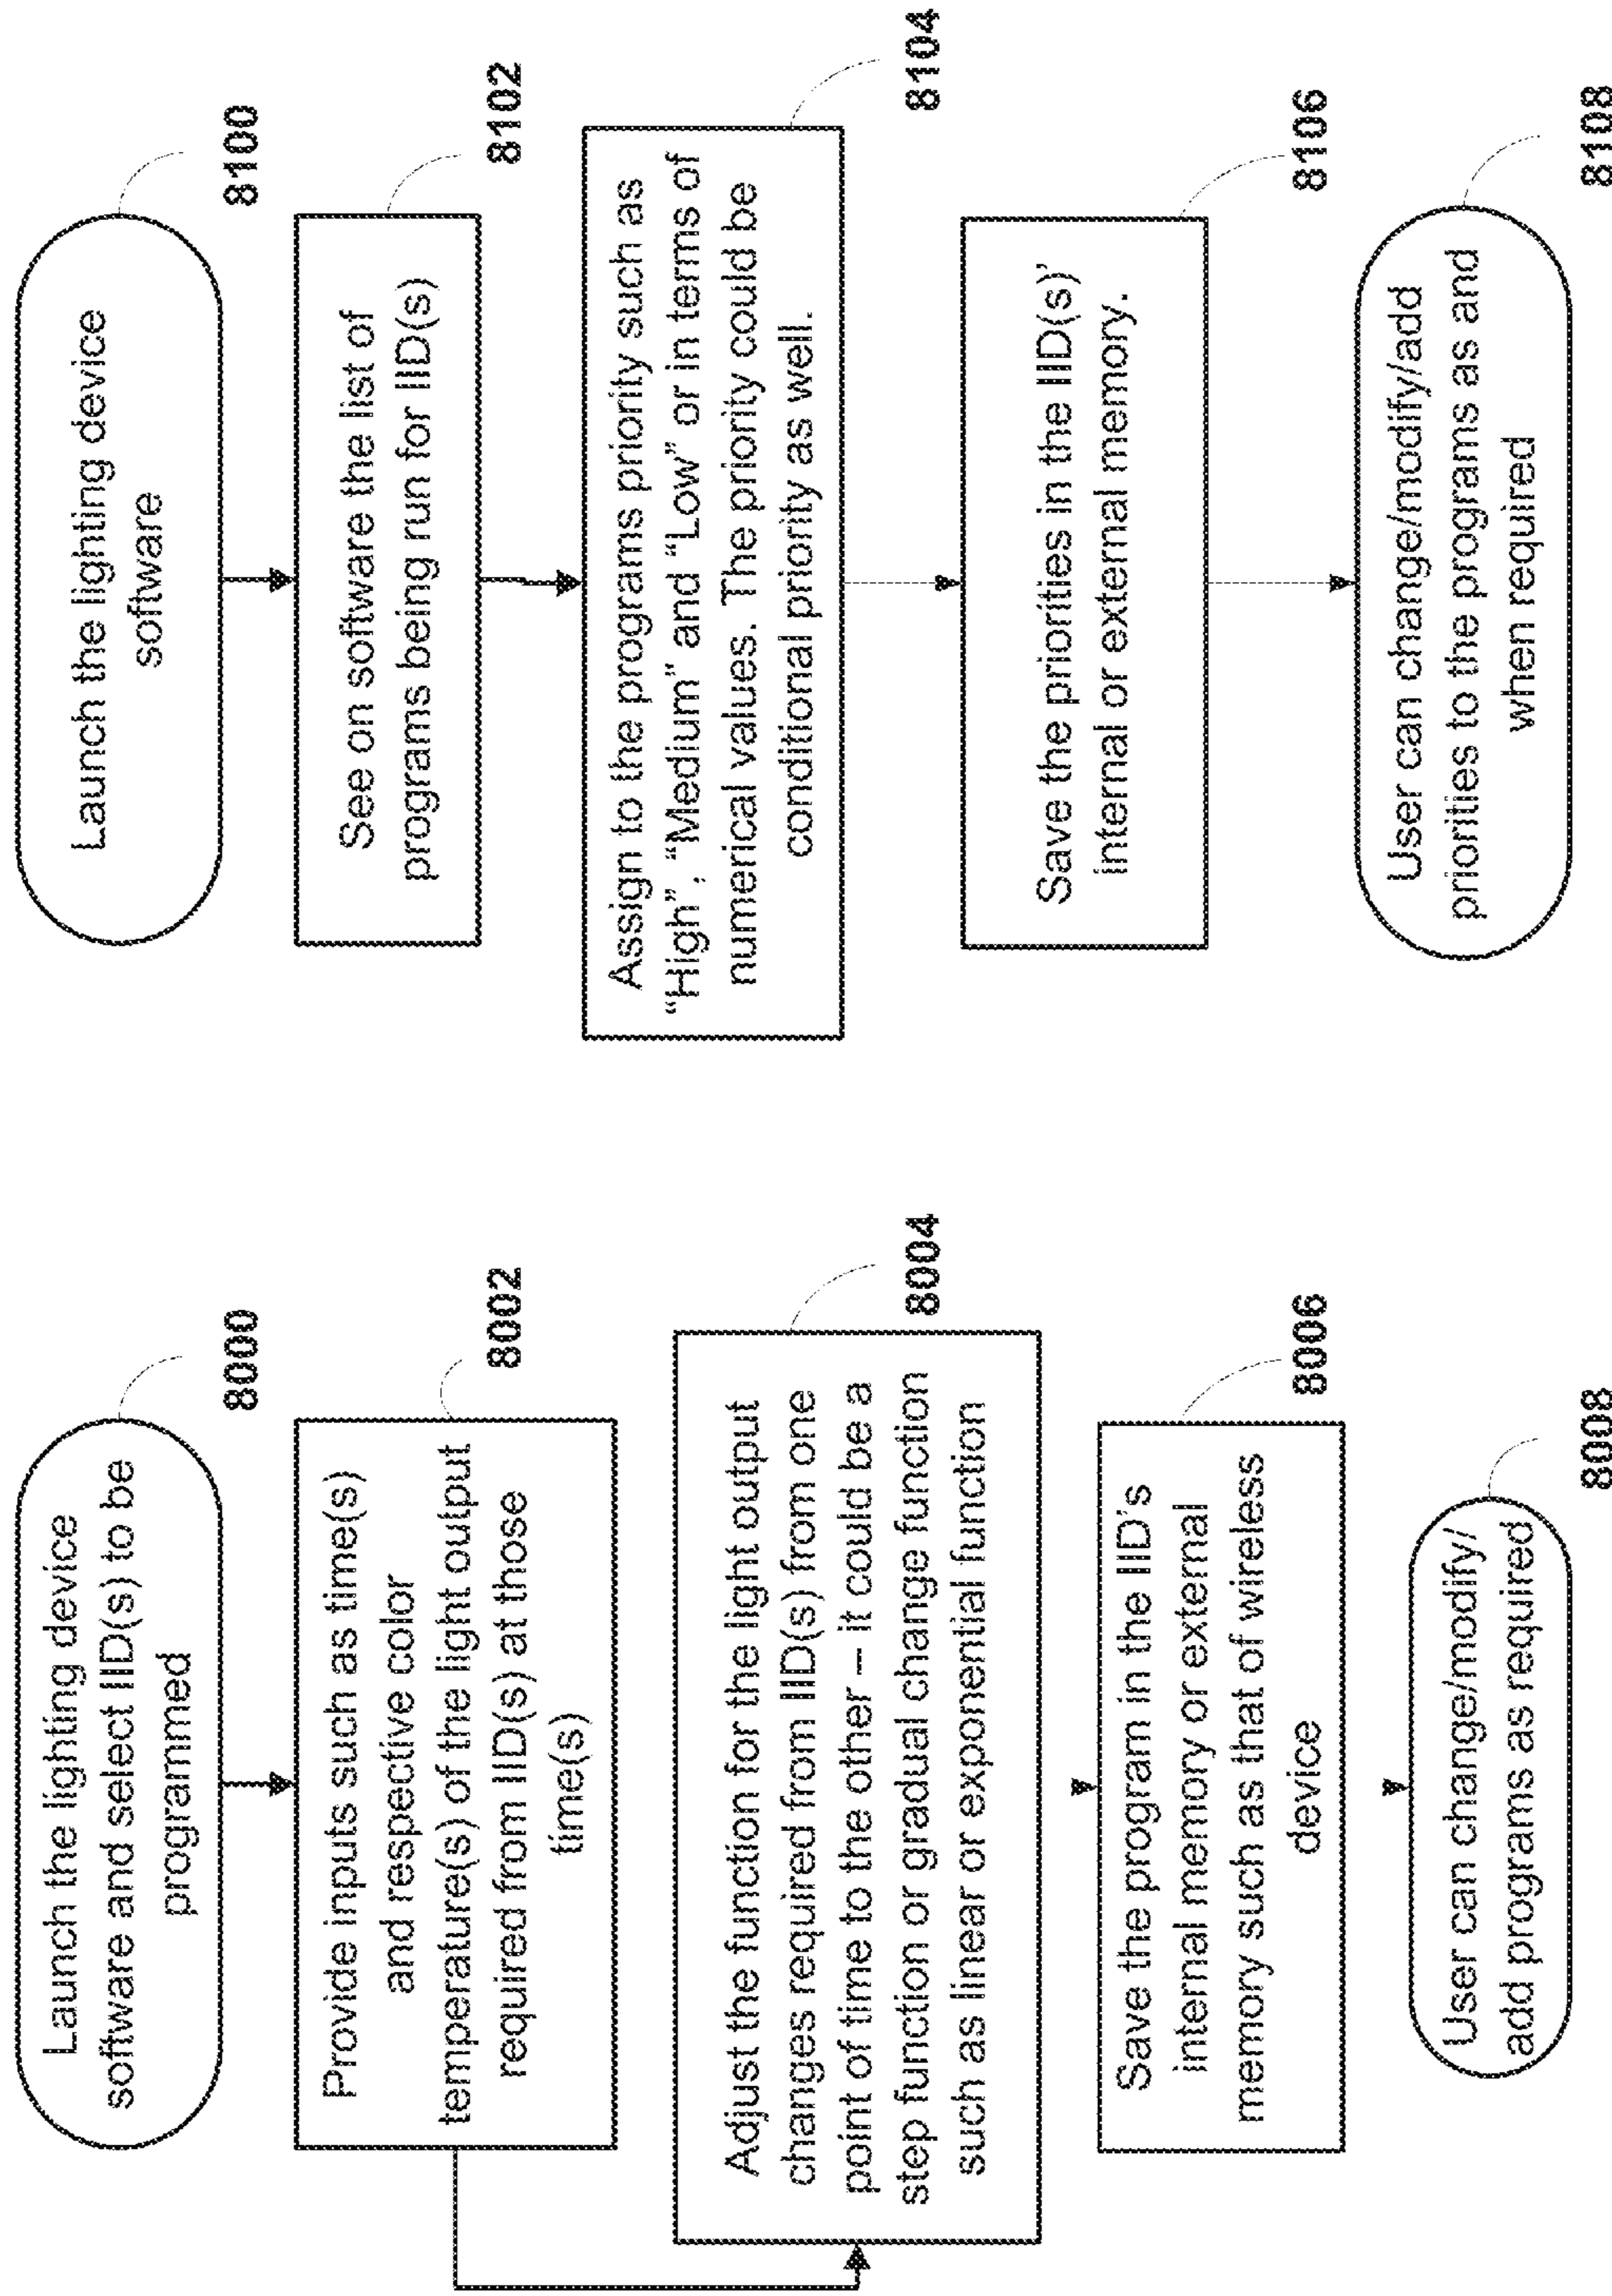 Launch the lighting device
software and select IID(s) to be
programmed
8000
Provide inputs such as time(s)
and respective color
temperature(s) of the light output
required from IID(s) at those
time(s)
8002
Adjust the function for the light output
changes required from IID(s) from one
point of time to the other – it could be a
step function or gradual change function
such as linear or exponential function
8004
Save the program in the IID's
internal memory or external
memory such as that of wireless
device
8006
User can change/modify/
add programs as required
8008
Launch the lighting device
software
8100
See on software the list of
programs being run for IID(s)
8102
Assign to the programs priority such as
“High”, “Medium” and “Low” or in terms of
numerical values. The priority could be
conditional priority as well.
8104
Save the priorities in the IID(s)'
internal or external memory.
8106
User can change/modify/add
priorities to the programs as and
when required
8108